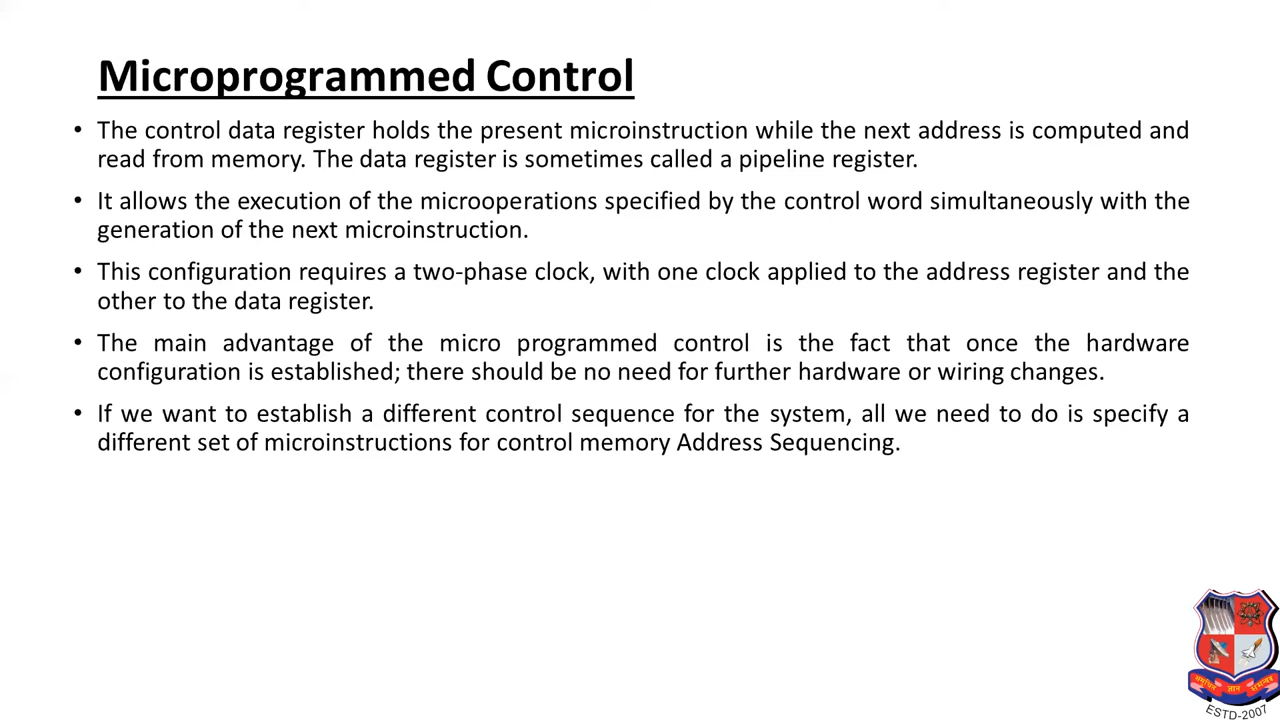 Microprogrammed Control
• The control data register holds the present microinstruction while the next address is computed and
read from memory. The data register is sometimes called a pipeline register.
• It allows the execution of the microoperations specified by the control word simultaneously with the
generation of the next microinstruction.
• This configuration requires a two-phase clock, with one clock applied to the address register and the
other to the data register.
• The main advantage of the micro programmed control is the fact that once the hardware
configuration is established; there should be no need for further hardware or wiring changes.
• If we want to establish a different control sequence for the system, all we need to do is specify a
different set of microinstructions for control memory Address Sequencing.
ESTD-2007